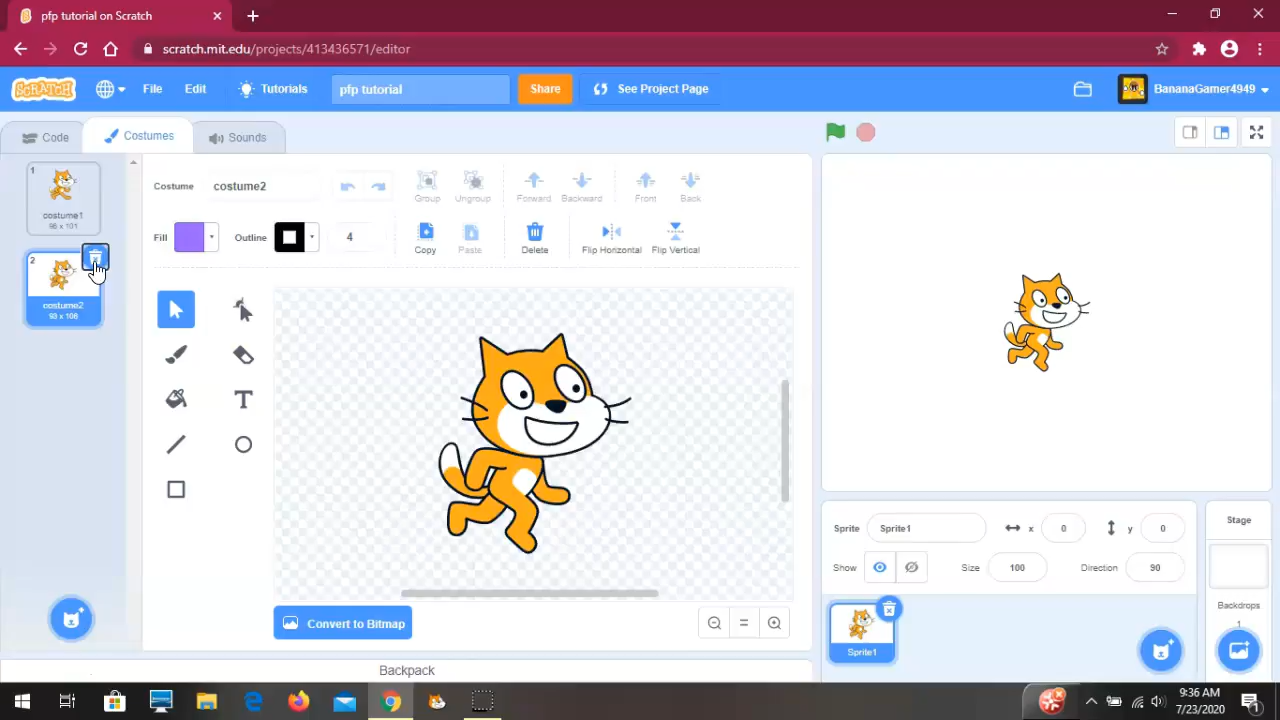 pfp tutorial on Scratch
scratch.mit.edu/projects/413436571/editor
SCRATCH File Edit Tutorials pfp tutorial Share See Project Page BananaGamer4949
Code Costumes Sounds
1
costume1
96 x 101
2
costume2
93 x 106
Costume costume2 Group Ungroup Forward Backward Front Back
Fill Outline 4 Copy Paste Delete Flip Horizontal Flip Vertical
T
Convert to Bitmap
Backpack
Sprite Sprite1 x 0 y 0
Show Size 100 Direction 90
Sprite1
Stage
Backdrops
1
9:36 AM
7/23/2020
1